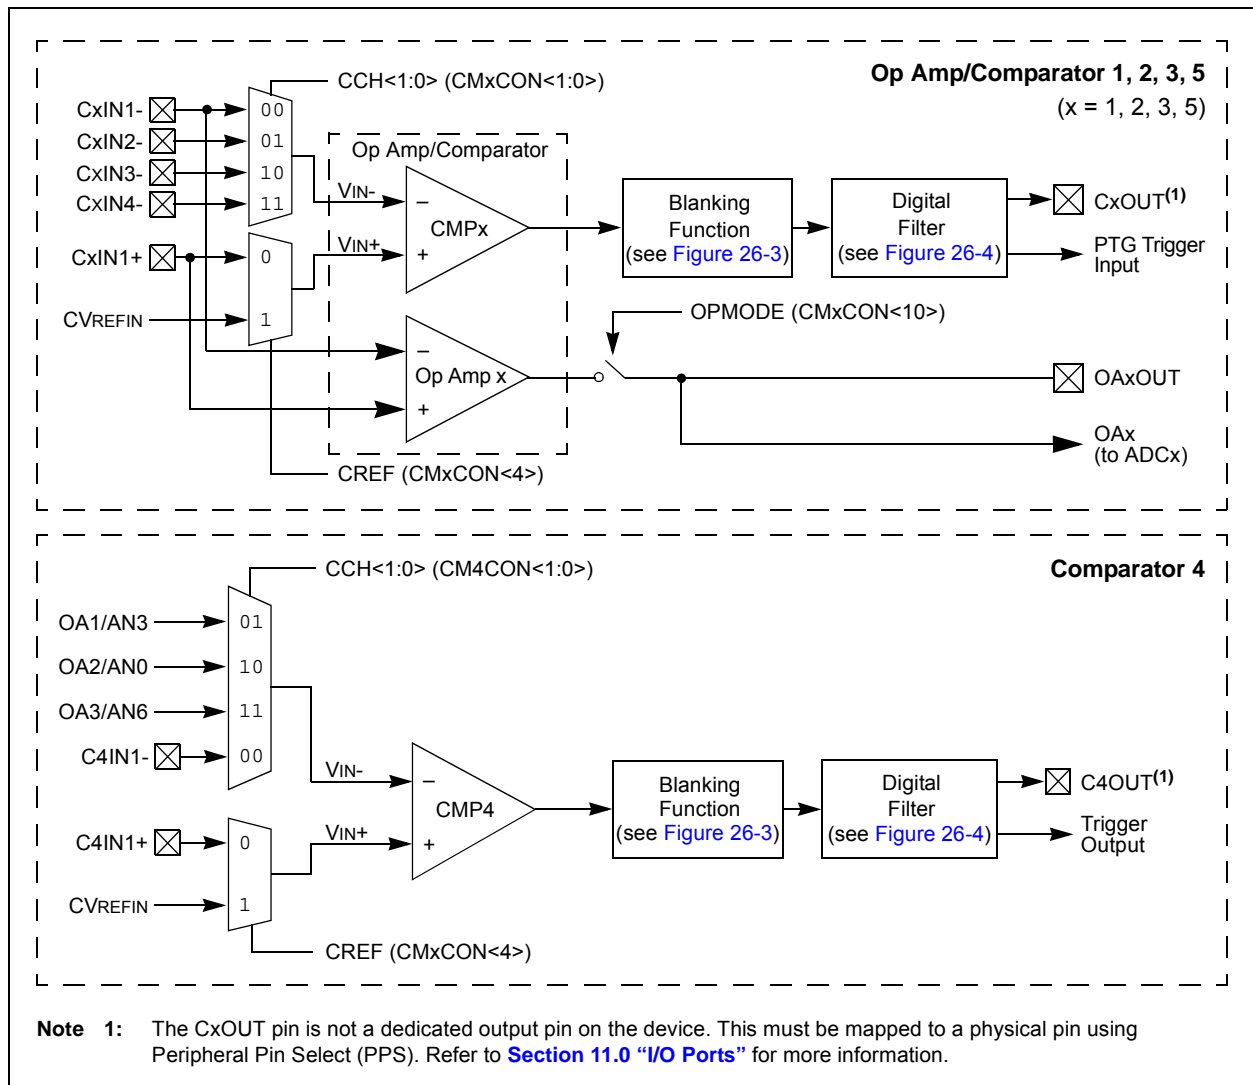 Op Amp/Comparator 1, 2, 3, 5
(x = 1, 2, 3, 5)
CCH<1:0> (CMxCON<1:0>)
CxIN1-
00
CxIN2-
01
CxIN3-
10
CxIN4-
11
Op Amp/Comparator
VIN-
–
CMPx
VIN+
+
CxIN1+
0
CVREFIN
1
Blanking
Function
(see Figure 26-3)
Digital
Filter
(see Figure 26-4)
CxOUT(1)
PTG Trigger
Input
OPMODE (CMxCON<10>)
–
Op Amp x
+
OAxOUT
OAx
(to ADCx)
CREF (CMxCON<4>)
CCH<1:0> (CM4CON<1:0>)
Comparator 4
OA1/AN3
01
OA2/AN0
10
OA3/AN6
11
C4IN1-
00
VIN-
–
CMP4
VIN+
+
C4IN1+
0
CVREFIN
1
Blanking
Function
(see Figure 26-3)
Digital
Filter
(see Figure 26-4)
C4OUT(1)
Trigger
Output
CREF (CMxCON<4>)
Note 1: The CxOUT pin is not a dedicated output pin on the device. This must be mapped to a physical pin using
Peripheral Pin Select (PPS). Refer to Section 11.0 “I/O Ports” for more information.